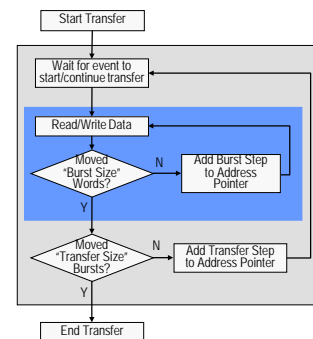 Start Transfer
Wait for event to
start/continue transfer
Read/Write Data
Moved
"Burst Size"
Words?
N
Add Burst Step
to Address
Pointer
Y
Moved
"Transfer Size"
Bursts?
N
Add Transfer Step
to Address Pointer
Y
End Transfer